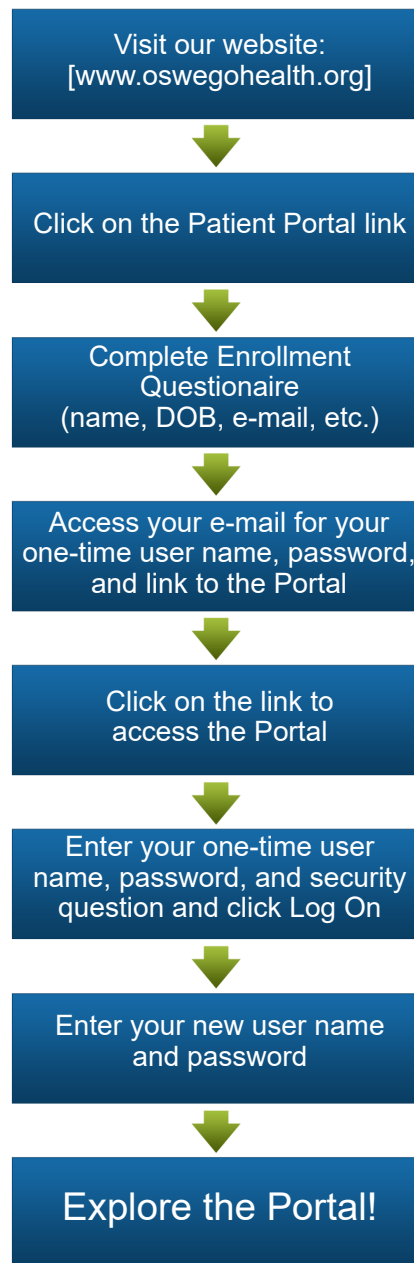 Visit our website:
[www.oswegohealth.org]
Click on the Patient Portal link
Complete Enrollment
Questionaire
(name, DOB, e-mail, etc.)
Access your e-mail for your
one-time user name, password,
and link to the Portal
Click on the link to
access the Portal
Enter your one-time user
name, password, and security
question and click Log On
Enter your new user name
and password
Explore the Portal!